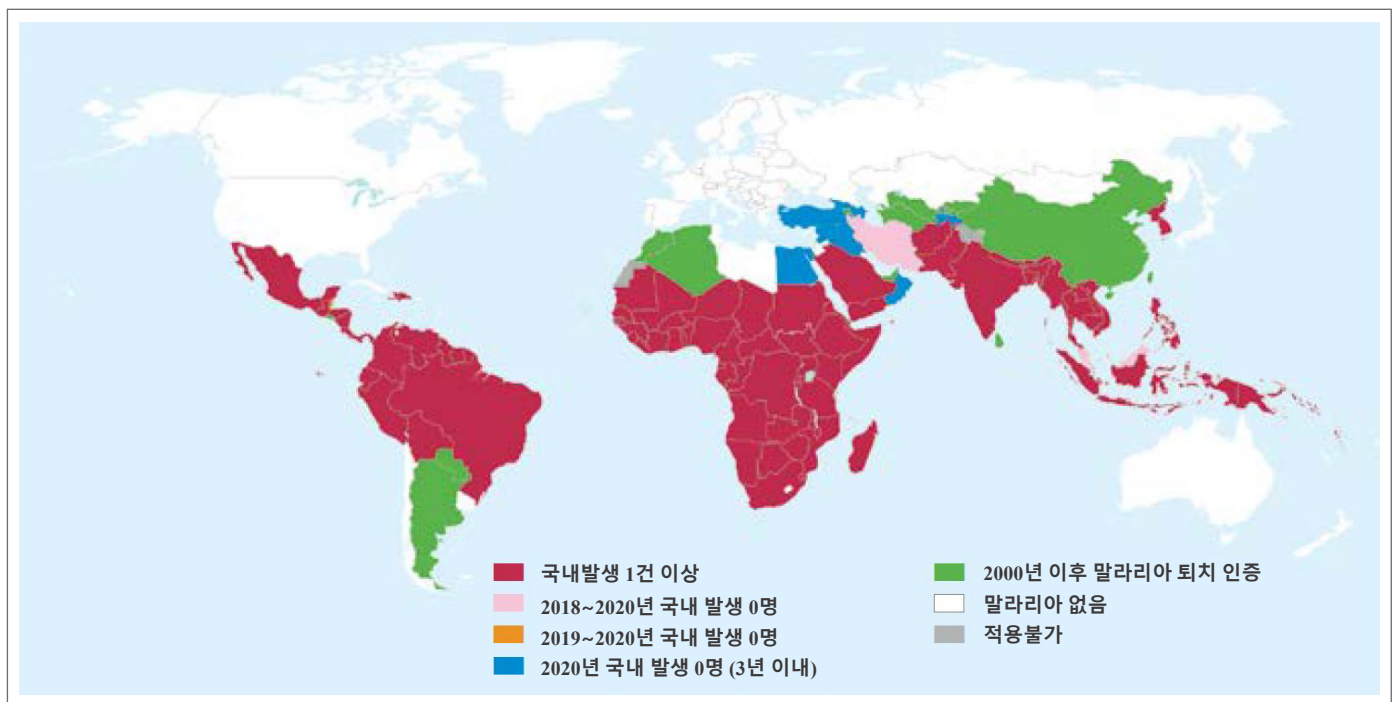 국내발생 1건 이상
2018~2020년 국내 발생 0명
2019~2020년 국내 발생 0명
2020년 국내 발생 0명 (3년 이내)
2000년 이후 말라리아 퇴치 인증
말라리아 없음
적용불가